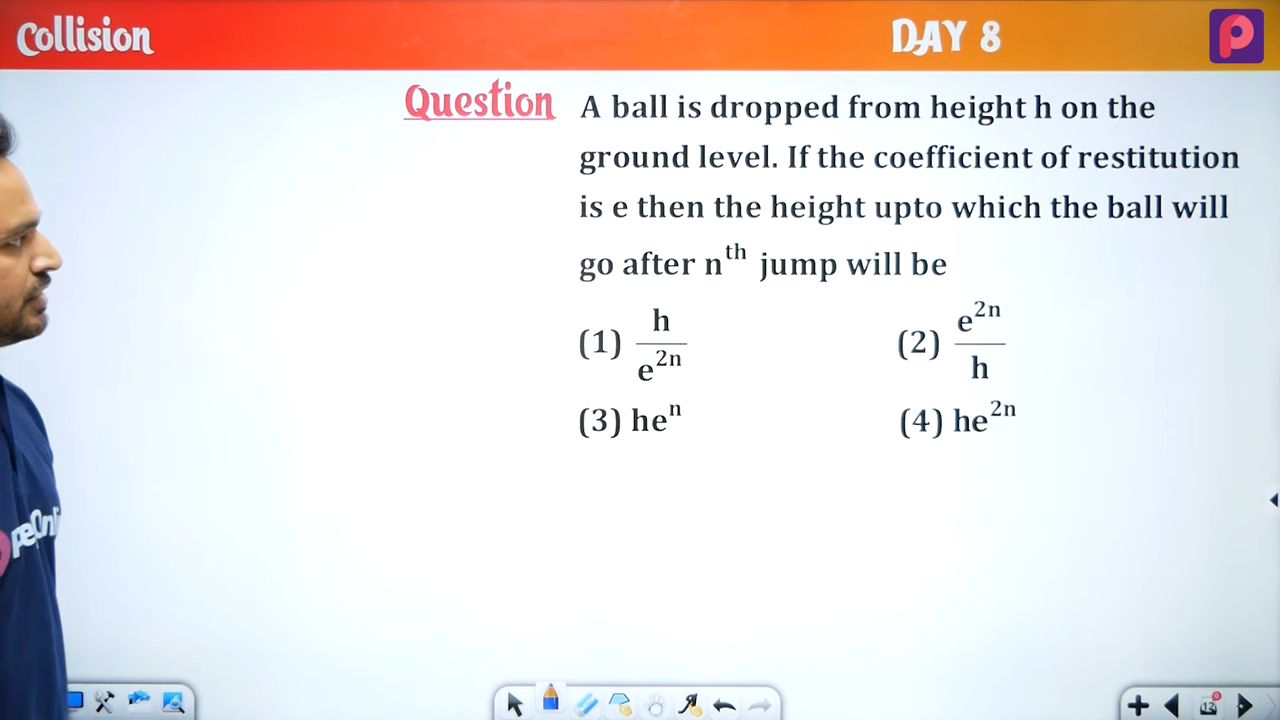 Collision
DAY 8
Question A ball is dropped from height h on the
ground level. If the coefficient of restitution
is e then the height upto which the ball will
go after nᵗʰ jump will be
(1) h/e²ⁿ (2) e²ⁿ/h
(3) heⁿ (4) he²ⁿ
peOnl
12